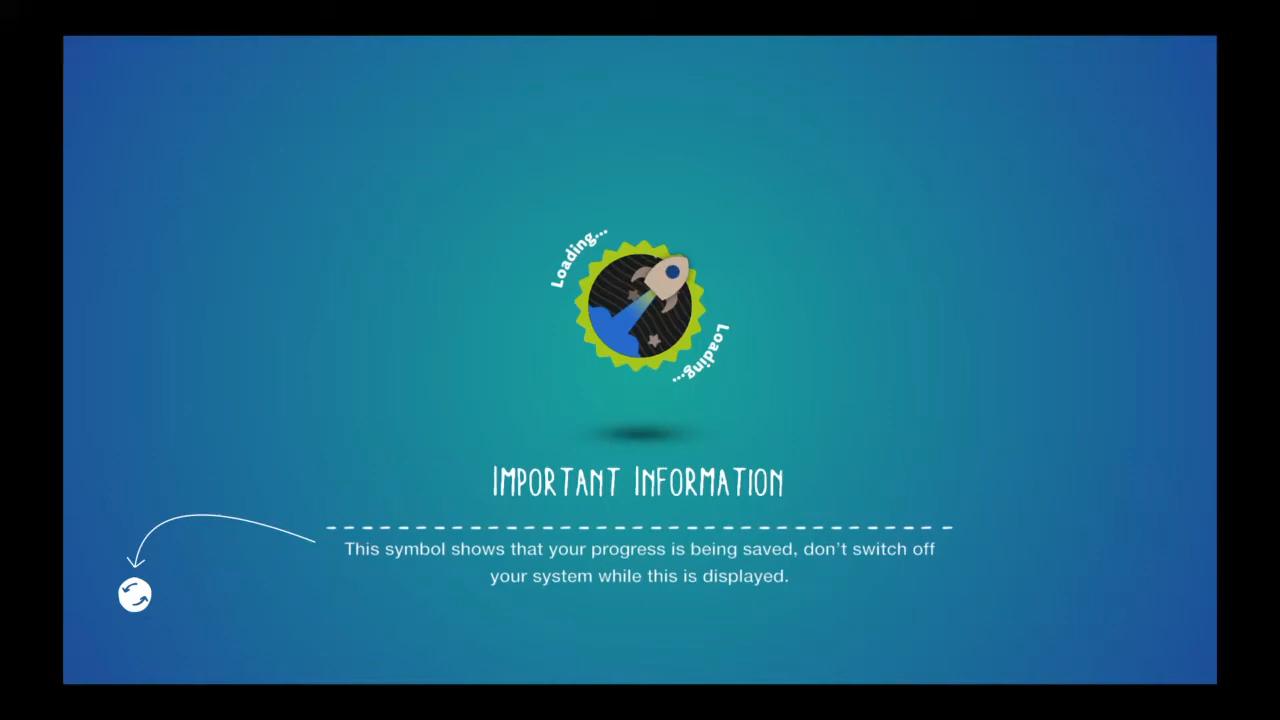 Loading...
Loading...
Important Information
This symbol shows that your progress is being saved, don't switch off
your system while this is displayed.